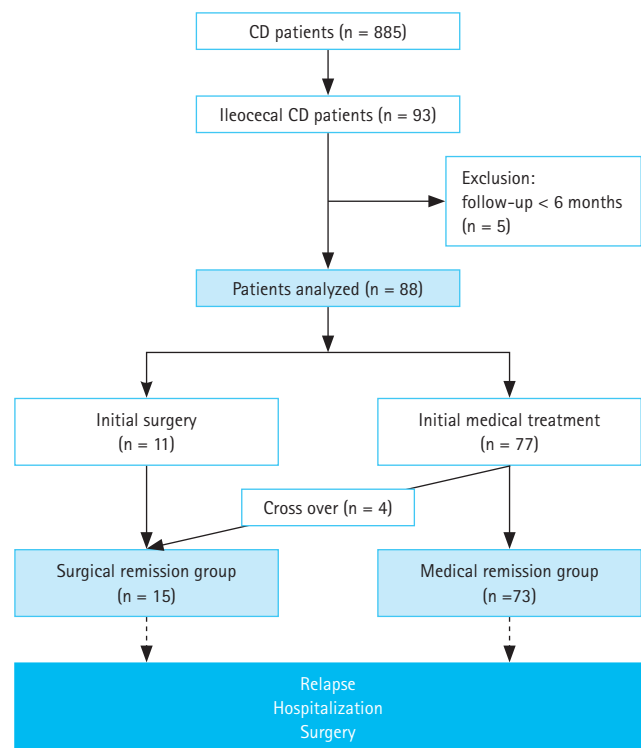 CD patients (n = 885)
Ileocecal CD patients (n = 93)
Exclusion:
follow-up < 6 months
(n = 5)
Patients analyzed (n = 88)
Initial surgery
(n = 11)
Initial medical treatment
(n = 77)
Cross over (n = 4)
Surgical remission group
(n = 15)
Medical remission group
(n =73)
Relapse
Hospitalization
Surgery